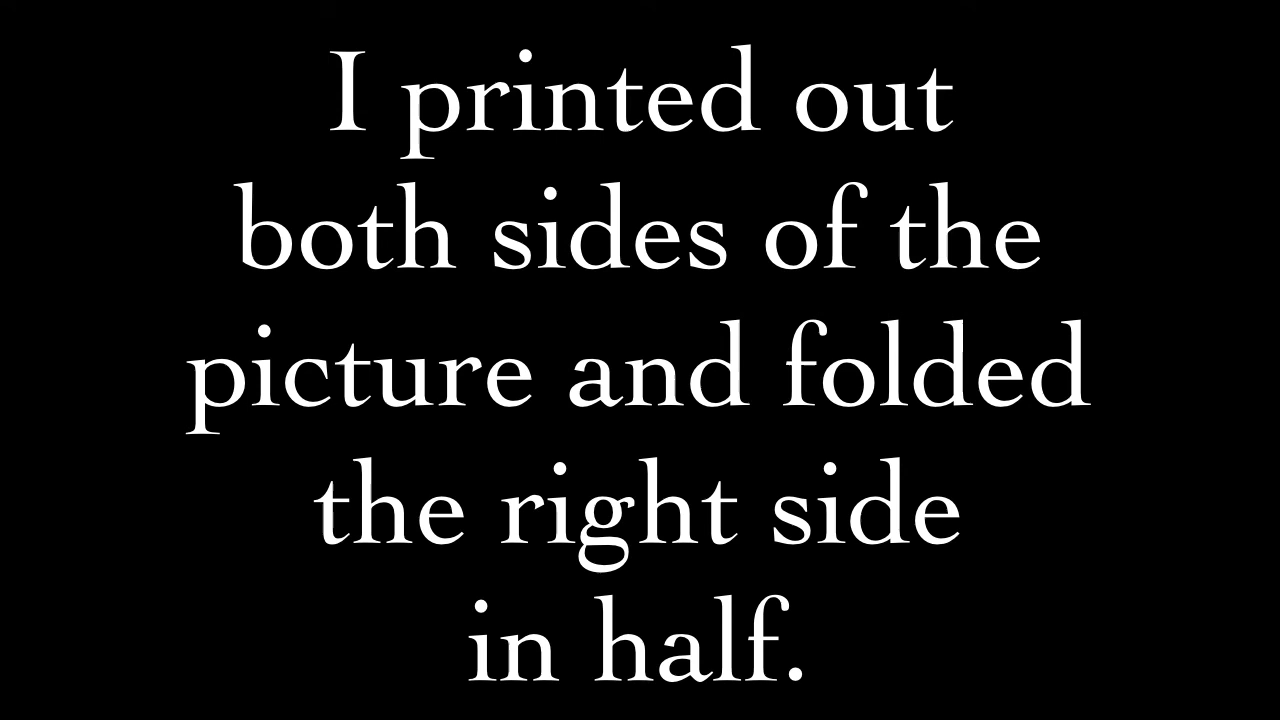 I printed out
both sides of the
picture and folded
the right side
in half.